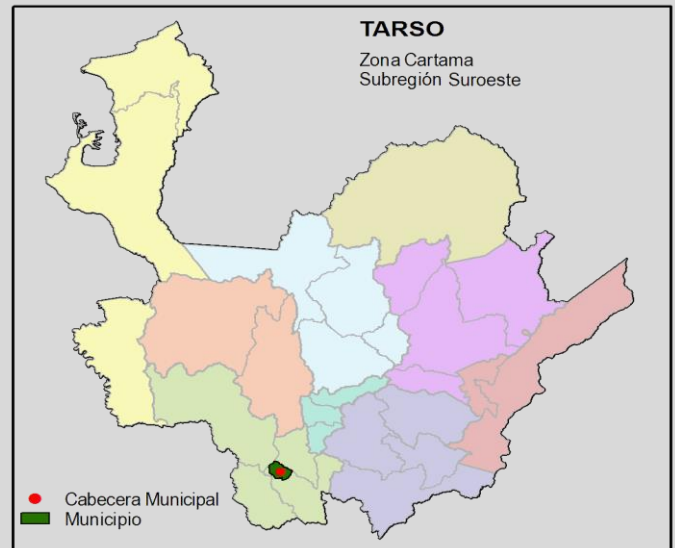 TARSO
Zona Cartama
Subregión Suroeste
Cabecera Municipal
Municipio